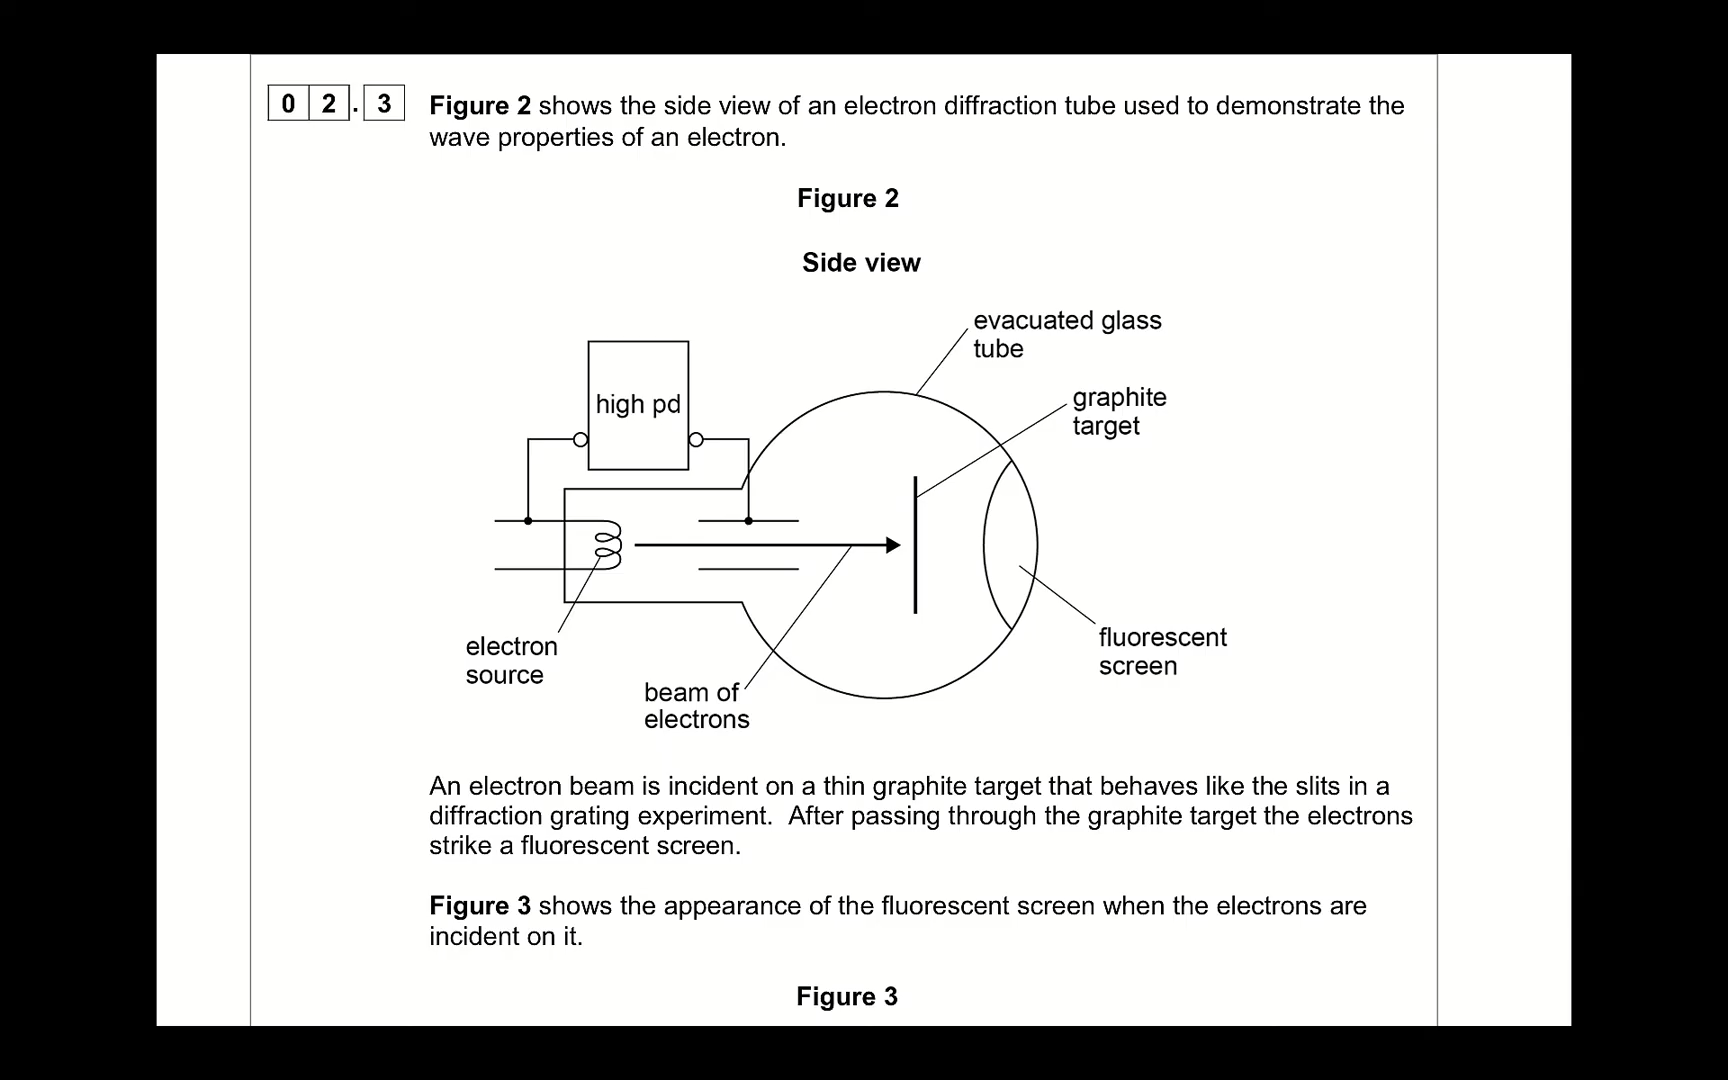 02.3 Figure 2 shows the side view of an electron diffraction tube used to demonstrate the
wave properties of an electron.
Figure 2
Side view
evacuated glass
tube
high pd
graphite
target
electron
source
beam of
electrons
fluorescent
screen
An electron beam is incident on a thin graphite target that behaves like the slits in a
diffraction grating experiment. After passing through the graphite target the electrons
strike a fluorescent screen.
Figure 3 shows the appearance of the fluorescent screen when the electrons are
incident on it.
Figure 3